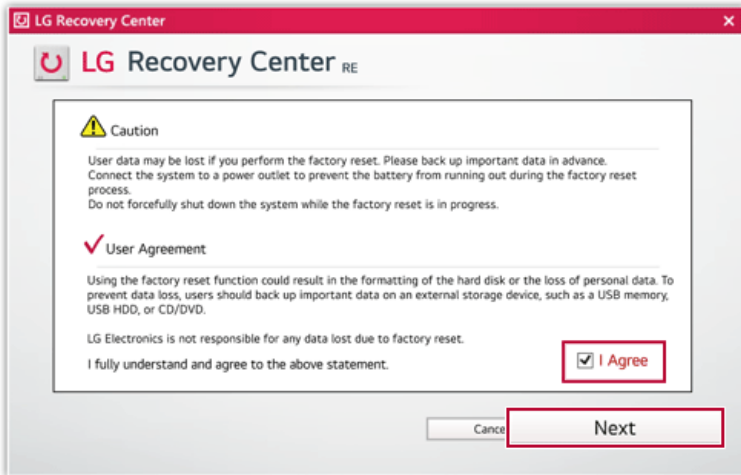 LG Recovery Center
LG Recovery Center RE
Caution
User data may be lost if you perform the factory reset. Please back up important data in advance.
Connect the system to a power outlet to prevent the battery from running out during the factory reset
process.
Do not forcefully shut down the system while the factory reset is in progress.
User Agreement
Using the factory reset function could result in the formatting of the hard disk or the loss of personal data. To
prevent data loss, users should back up important data on an external storage device, such as a USB memory,
USB HDD, or CD/DVD.
LG Electronics is not responsible for any data lost due to factory reset.
I fully understand and agree to the above statement.
I Agree
Cance
Next